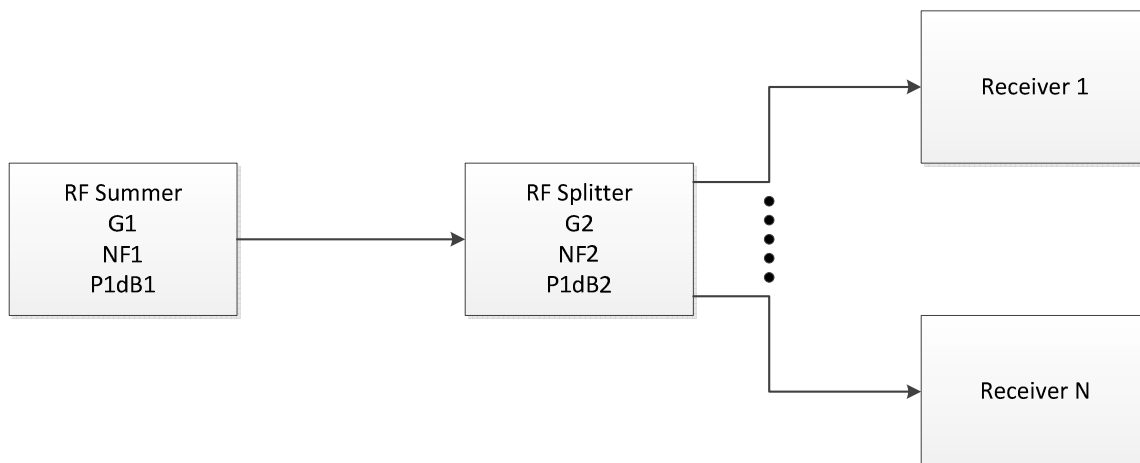 RF Summer
G1
NF1
P1dB1
RF Splitter
G2
NF2
P1dB2
Receiver 1
Receiver N